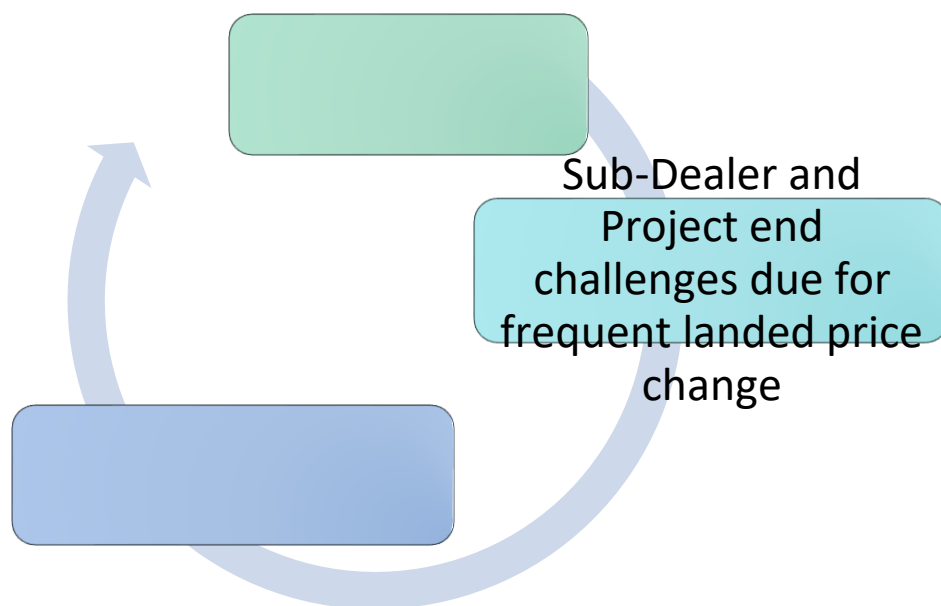 Sub-Dealer and
Project end
challenges due for
frequent landed price
change